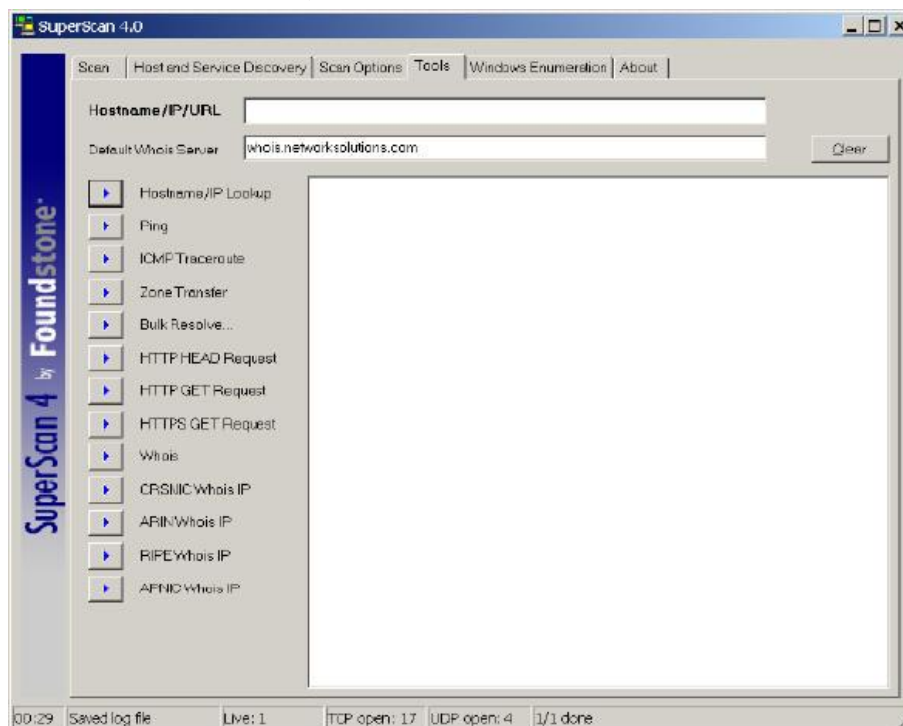 SuperScan 4.0
Scan Host and Service Discovery Scan Options Tools Windows Enumeration About
Hostname/IP/URL
Default Whois Server whois.networksolutions.com Clear
Hostname/IP Lookup
Ping
ICMP Traceroute
Zone Transfer
Bulk Resolve...
HTTP HEAD Request
HTTP GET Request
HTTPS GET Request
Whois
CRSNIC Whois IP
ARIN Whois IP
RIPE Whois IP
APNIC Whois IP
SuperScan 4 by Foundstone
00:29 Saved log file Live: 1 TCP open: 17 UDP open: 4 1/1 done